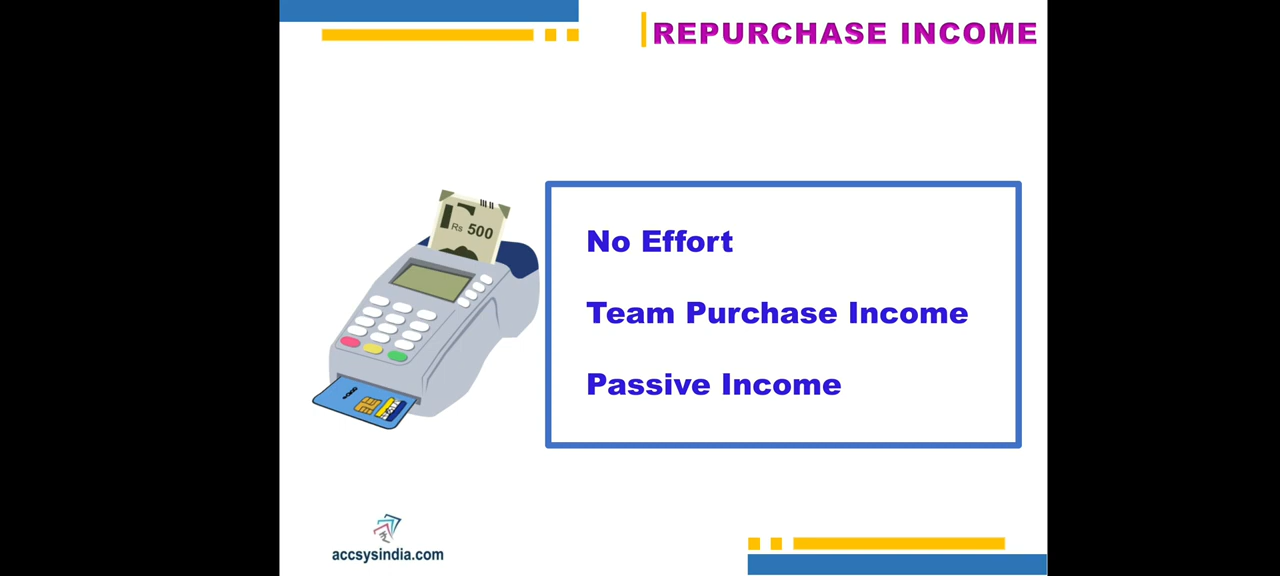 REPURCHASE INCOME
Rs 500
No Effort
Team Purchase Income
Passive Income
accsysindia.com